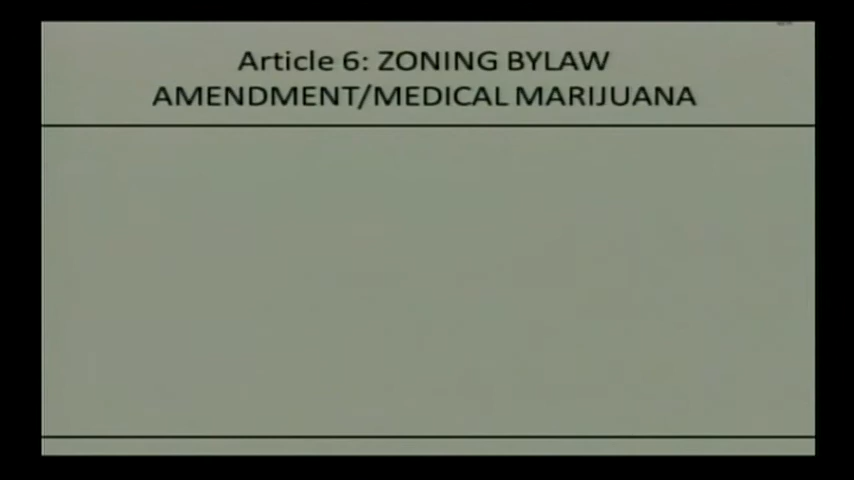 Article 6: ZONING BYLAW
AMENDMENT/MEDICAL MARIJUANA